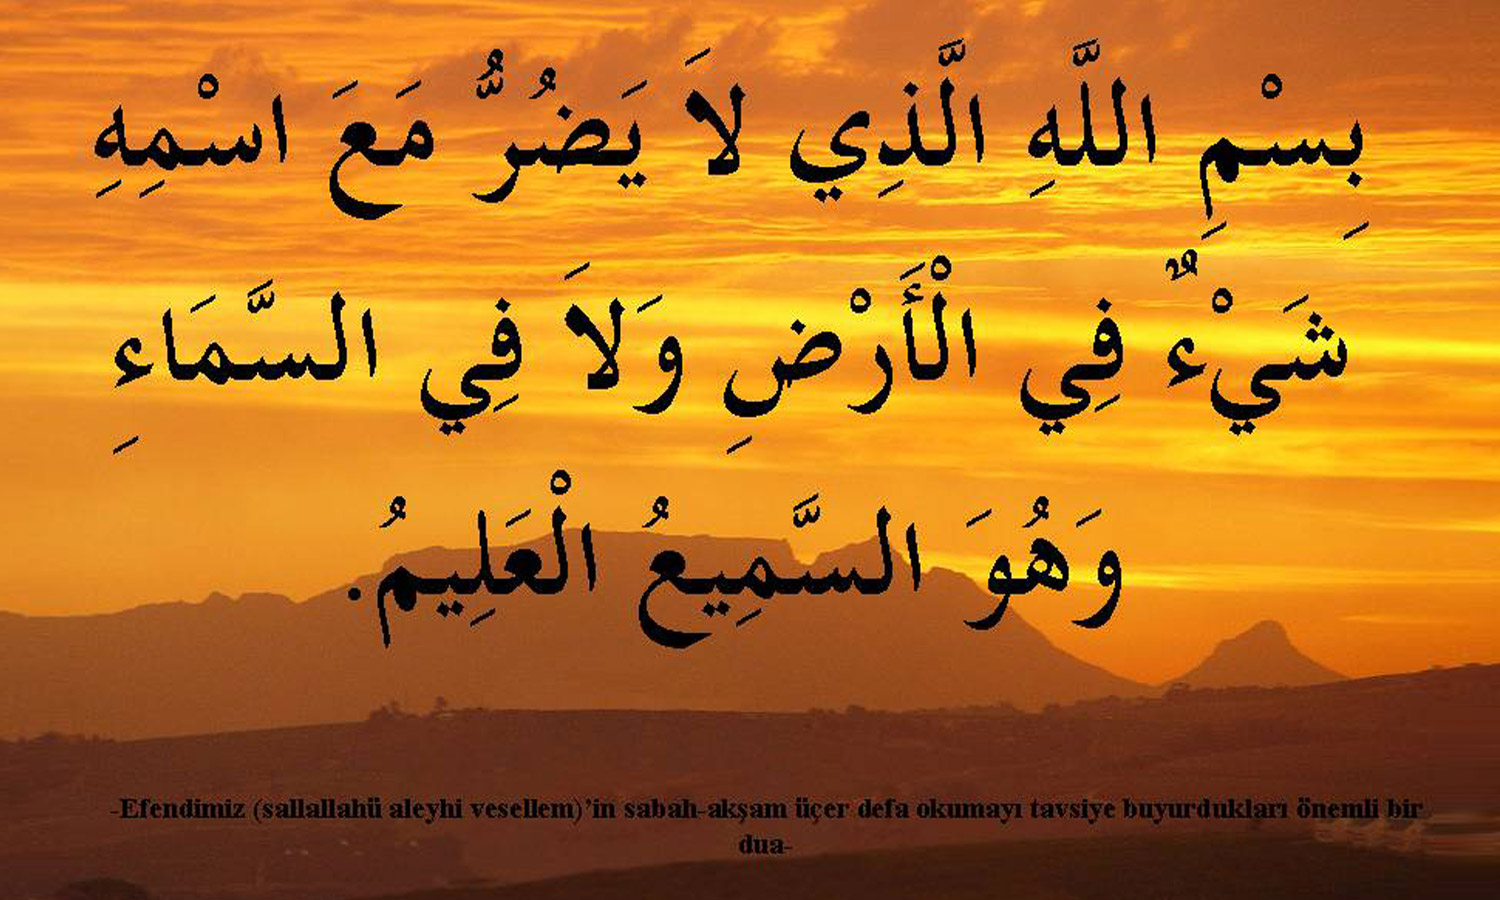 بِسْمِ اللَّهِ الَّذِي لاَ يَضُرُّ مَعَ اسْمِهِ
شَيْءٌ فِي الْأَرْضِ وَلاَ فِي السَّمَاءِ
وَهُوَ السَّمِيعُ الْعَلِيمُ.
-Efendimiz (sallallahü aleyhi vesellem)’in sabah-akşam üçer defa okumayı tavsiye buyurdukları önemli bir
dua-